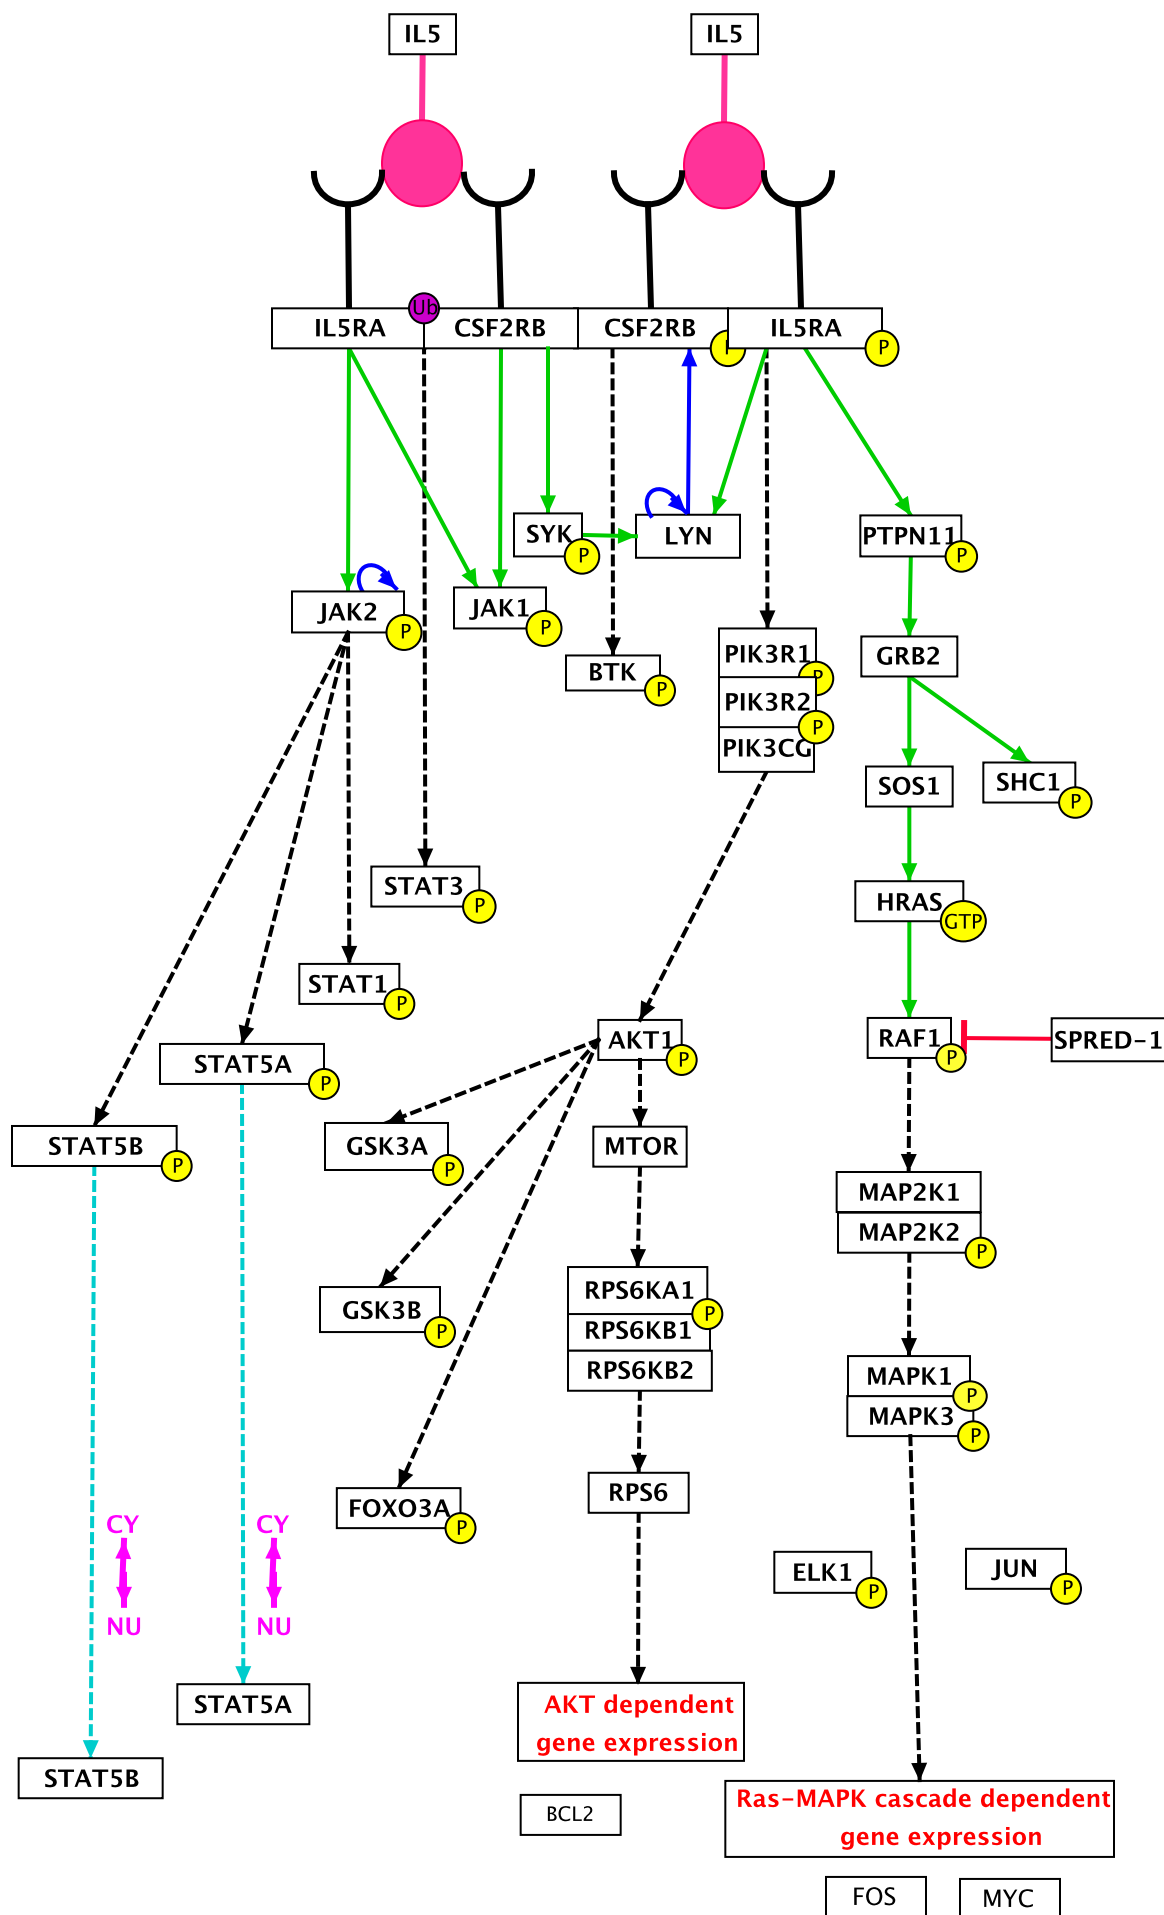 IL5
IL5
Ub
IL5RA
CSF2RB
CSF2RB
P
IL5RA
P
SYK
P
LYN
PTPN11
P
JAK2
P
JAK1
P
BTK
P
PIK3R1
P
PIK3R2
P
PIK3CG
GRB2
SOS1
SHC1
P
STAT3
P
HRAS
GTP
STAT1
P
AKT1
P
RAF1
P
SPRED-1
STAT5A
P
STAT5B
P
GSK3A
P
MTOR
MAP2K1
MAP2K2
P
GSK3B
P
RPS6KA1
P
RPS6KB1
RPS6KB2
MAPK1
P
MAPK3
P
FOXO3A
P
RPS6
CY
NU
CY
NU
ELK1
P
JUN
P
STAT5A
STAT5B
AKT dependent
gene expression
BCL2
Ras-MAPK cascade dependent
gene expression
FOS
MYC